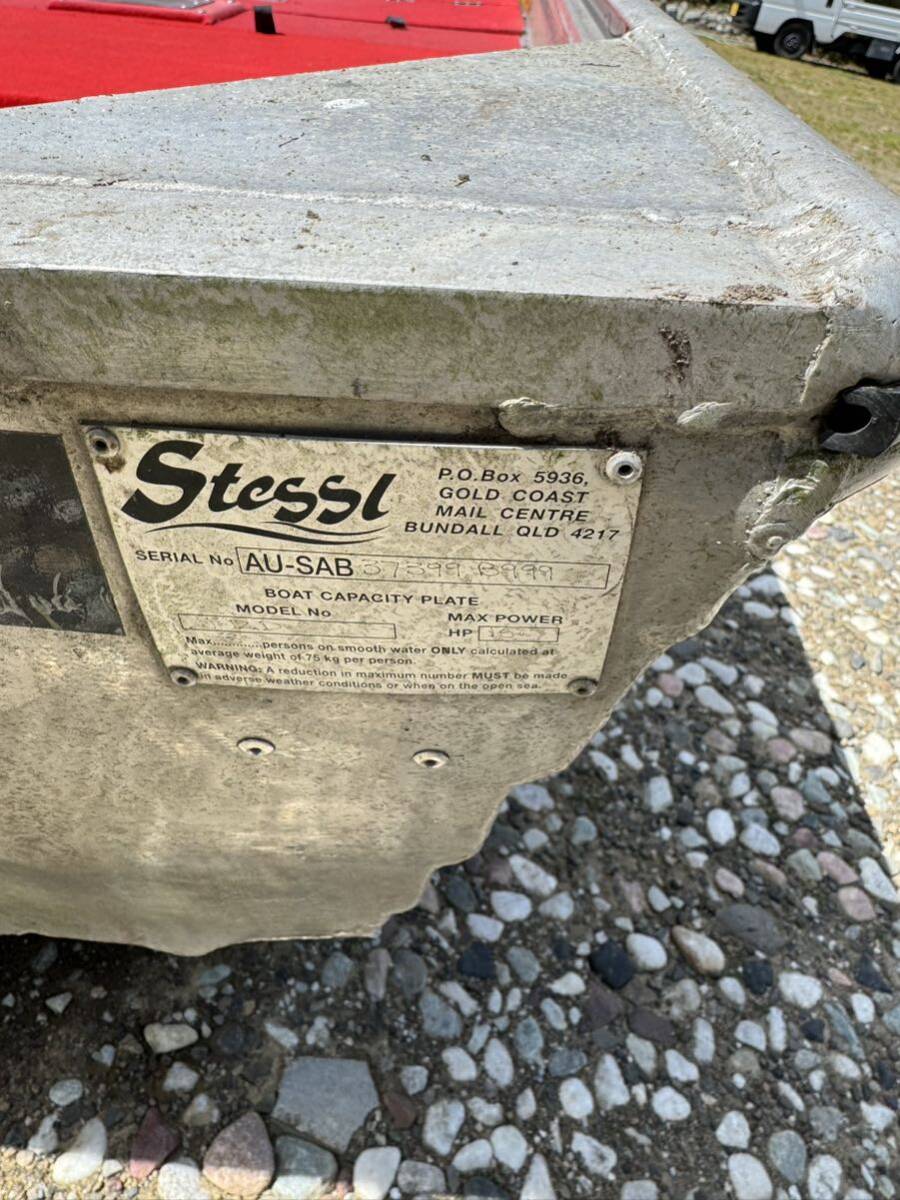 Stessl
P.O.Box 5936,
GOLD COAST
MAIL CENTRE
BUNDALL QLD 4217
SERIAL No AU-SAB
BOAT CAPACITY PLATE
MODEL No
MAX POWER
HP
Max.............persons on smooth water ONLY calculated at
average weight of 75 kg per person.
WARNING: A reduction in maximum number MUST be made
in adverse weather conditions or when on the open sea.